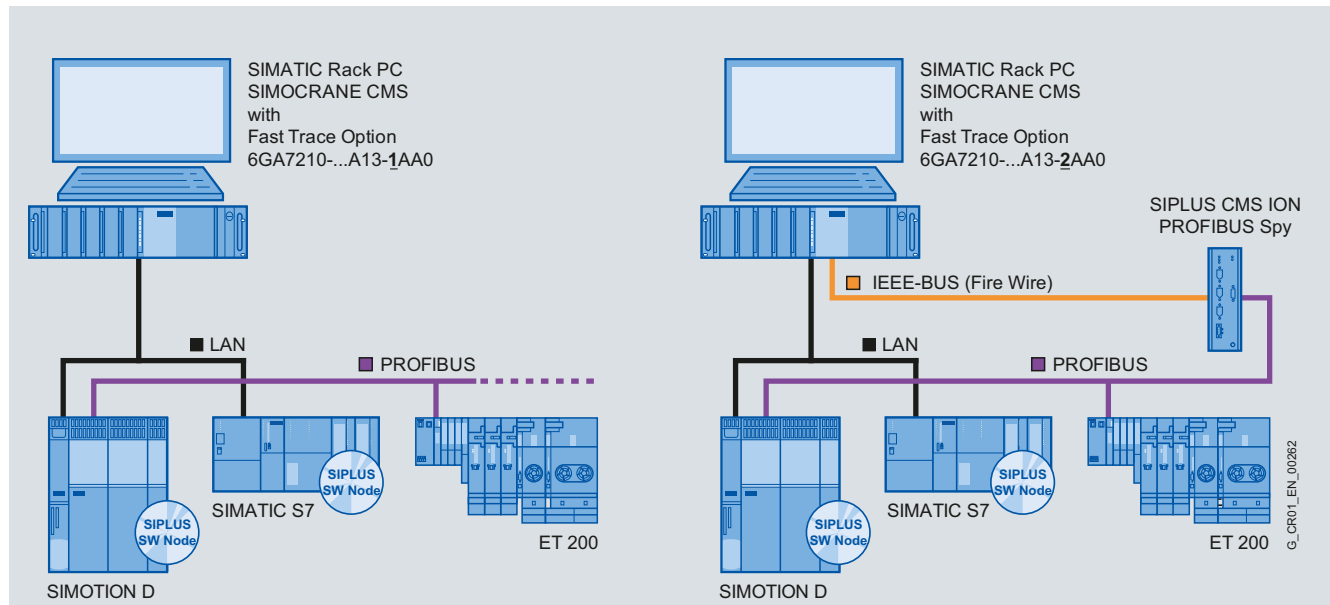 SIMATIC Rack PC
SIMOCRANE CMS
with
Fast Trace Option
6GA7210-...A13-1AA0
LAN
PROFIBUS
SIPLUS
SW Node
SIMATIC S7
SIPLUS
SW Node
ET 200
SIMOTION D
SIMATIC Rack PC
SIMOCRANE CMS
with
Fast Trace Option
6GA7210-...A13-2AA0
SIPLUS CMS ION
PROFIBUS Spy
IEEE-BUS (Fire Wire)
LAN
PROFIBUS
SIPLUS
SW Node
SIMATIC S7
SIPLUS
SW Node
ET 200
SIMOTION D
G_CR01_EN_00262